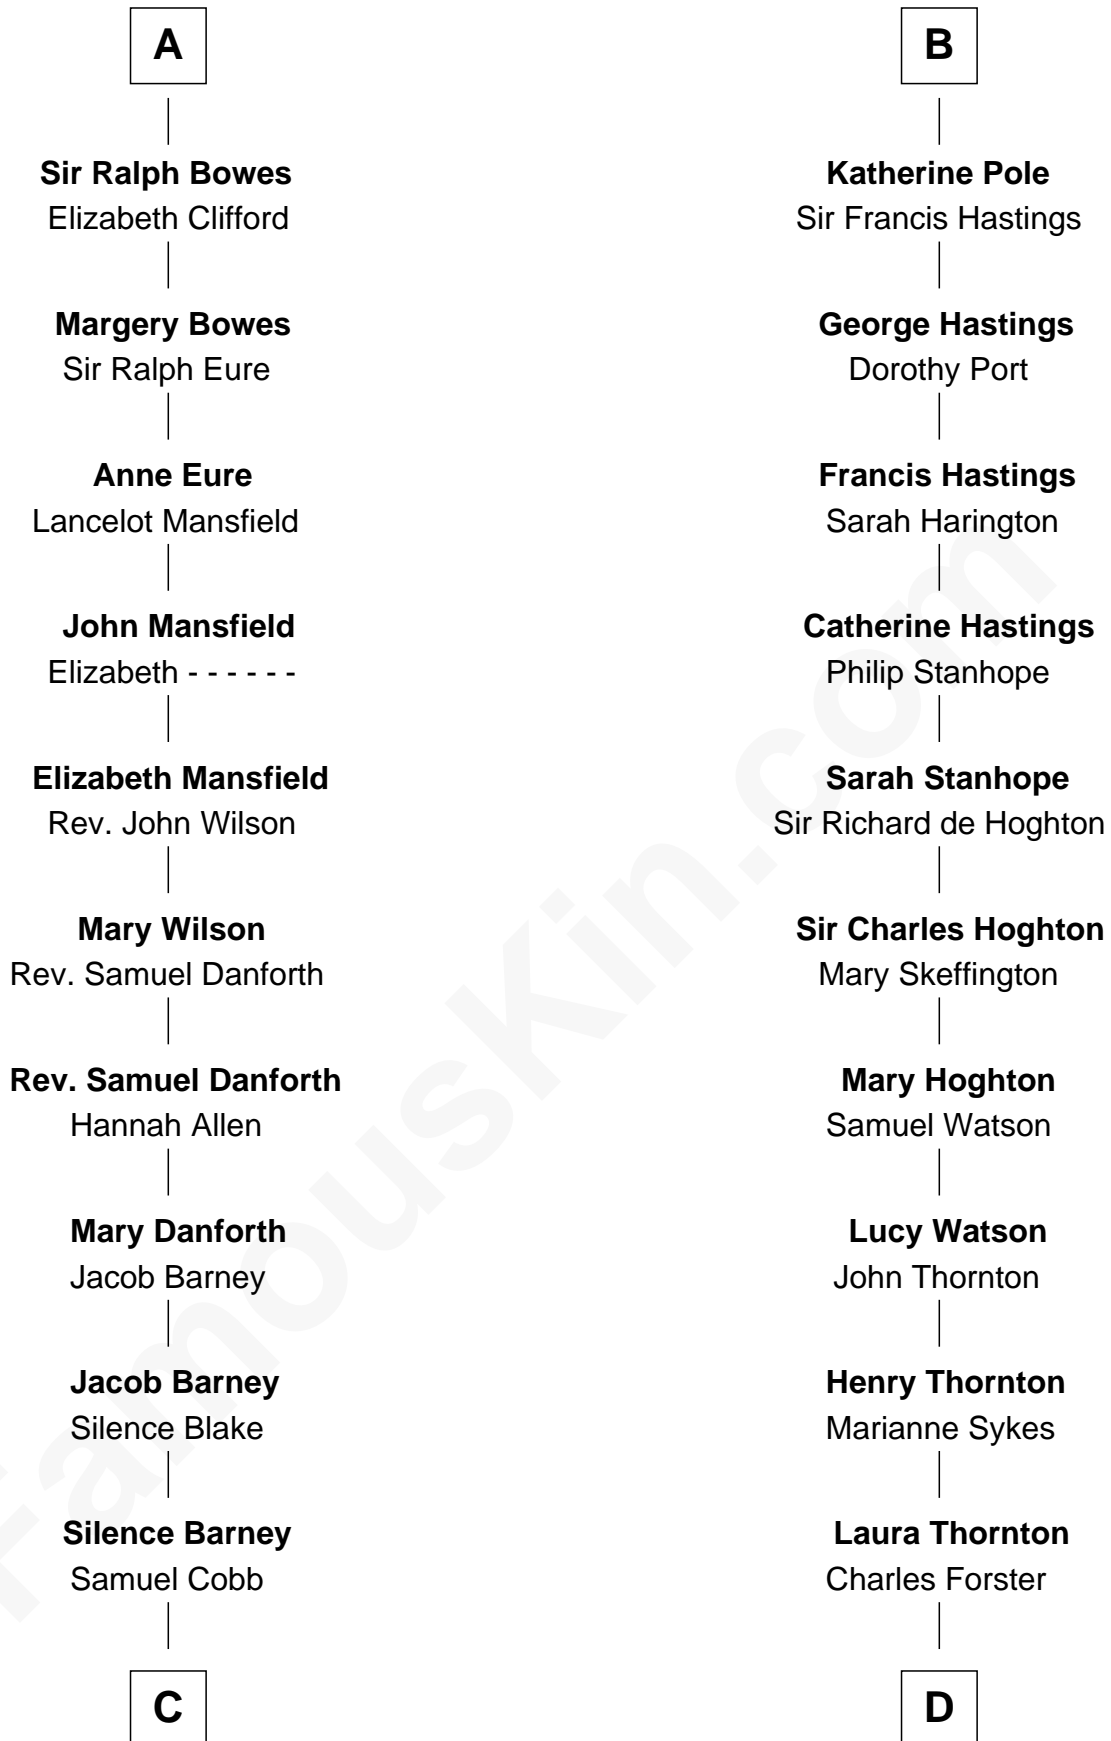 A
Sir Ralph Bowes
Elizabeth Clifford
Margery Bowes
Sir Ralph Eure
Anne Eure
Lancelot Mansfield
John Mansfield
Elizabeth - - - - - -
Elizabeth Mansfield
Rev. John Wilson
Mary Wilson
Rev. Samuel Danforth
Rev. Samuel Danforth
Hannah Allen
Mary Danforth
Jacob Barney
Jacob Barney
Silence Blake
Silence Barney
Samuel Cobb
C
B
Katherine Pole
Sir Francis Hastings
George Hastings
Dorothy Port
Francis Hastings
Sarah Harington
Catherine Hastings
Philip Stanhope
Sarah Stanhope
Sir Richard de Hoghton
Sir Charles Hoghton
Mary Skeffington
Mary Hoghton
Samuel Watson
Lucy Watson
John Thornton
Henry Thornton
Marianne Sykes
Laura Thornton
Charles Forster
D
FamousKin.com